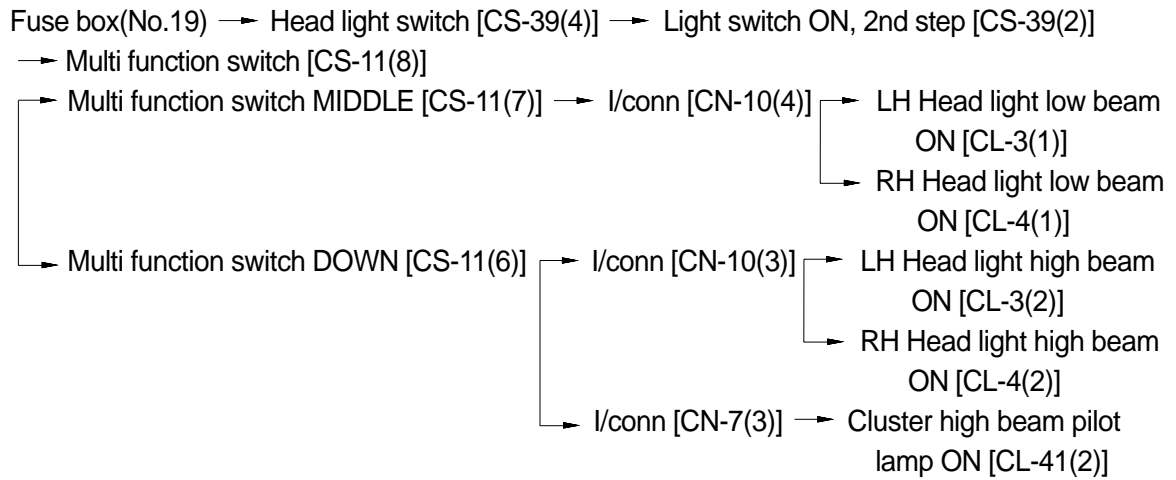 Fuse box(No.19) → Head light switch [CS-39(4)] → Light switch ON, 2nd step [CS-39(2)]
→ Multi function switch [CS-11(8)]
Multi function switch MIDDLE [CS-11(7)] → I/conn [CN-10(4)] → LH Head light low beam
ON [CL-3(1)]
→ RH Head light low beam
ON [CL-4(1)]
Multi function switch DOWN [CS-11(6)] → I/conn [CN-10(3)] → LH Head light high beam
ON [CL-3(2)]
→ RH Head light high beam
ON [CL-4(2)]
→ I/conn [CN-7(3)] → Cluster high beam pilot
lamp ON [CL-41(2)]